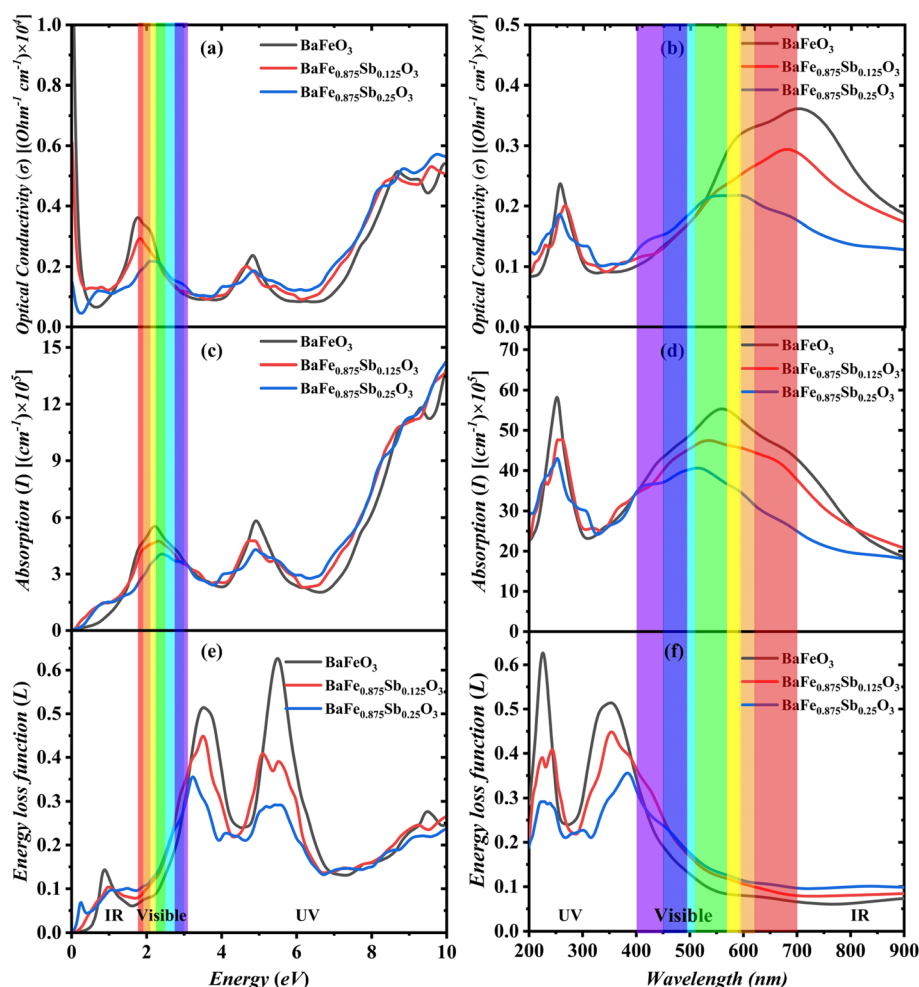 Optical Conductivity (σ) [(Ohm⁻¹ cm⁻¹)×10⁴]
(a)
BaFeO₃
BaFe₀.₈₇₅Sb₀.₁₂₅O₃
BaFe₀.₈₇₅Sb₀.₂₅O₃
1.0
0.8
0.6
0.4
0.2
0.0
Optical Conductivity (σ) [(Ohm⁻¹ cm⁻¹)×10⁴]
(b)
BaFeO₃
BaFe₀.₈₇₅Sb₀.₁₂₅O₃
BaFe₀.₈₇₅Sb₀.₂₅O₃
0.5
0.4
0.3
0.2
0.1
0.0
Absorption (I) [(cm⁻¹)×10⁵]
(c)
BaFeO₃
BaFe₀.₈₇₅Sb₀.₁₂₅O₃
BaFe₀.₈₇₅Sb₀.₂₅O₃
15
12
9
6
3
0
Absorption (I) [(cm⁻¹)×10⁵]
(d)
BaFeO₃
BaFe₀.₈₇₅Sb₀.₁₂₅O₃
BaFe₀.₈₇₅Sb₀.₂₅O₃
70
60
50
40
30
20
10
0
Energy loss function (L)
(e)
BaFeO₃
BaFe₀.₈₇₅Sb₀.₁₂₅O₃
BaFe₀.₈₇₅Sb₀.₂₅O₃
0.6
0.5
0.4
0.3
0.2
0.1
0.0
IR Visible UV
0 2 4 6 8 10
Energy (eV)
Energy loss function (L)
(f)
BaFeO₃
BaFe₀.₈₇₅Sb₀.₁₂₅O₃
BaFe₀.₈₇₅Sb₀.₂₅O₃
0.6
0.5
0.4
0.3
0.2
0.1
0.0
UV Visible IR
200 300 400 500 600 700 800 900
Wavelength (nm)